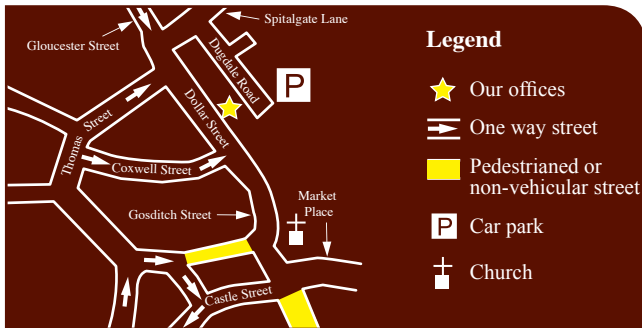 Spitalgate Lane
Gloucester Street
Dugdale Road
P
Dollar Street
Thomas Street
Coxwell Street
Gosditch Street
Market
Place
Castle Street
Legend
Our offices
One way street
Pedestrianed or
non-vehicular street
P
Car park
Church